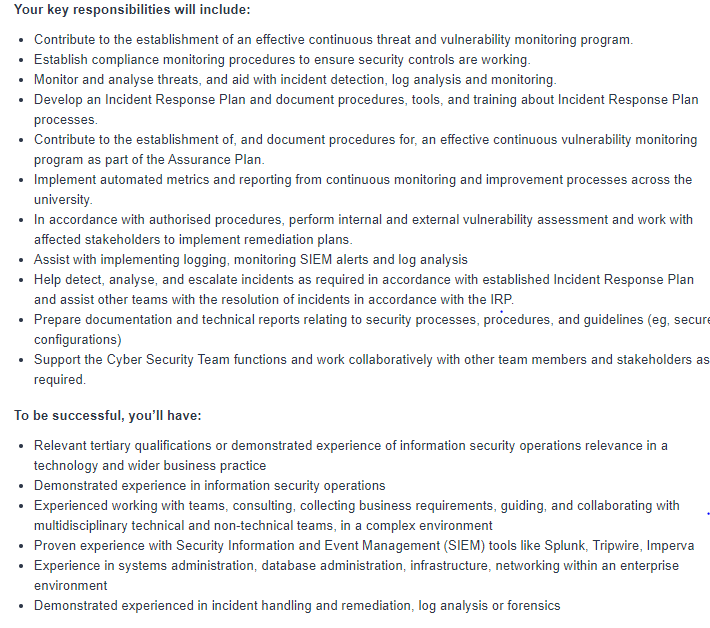 Your key responsibilities will include:
• Contribute to the establishment of an effective continuous threat and vulnerability monitoring program.
• Establish compliance monitoring procedures to ensure security controls are working.
• Monitor and analyse threats, and aid with incident detection, log analysis and monitoring.
• Develop an Incident Response Plan and document procedures, tools, and training about Incident Response Plan
processes.
• Contribute to the establishment of, and document procedures for, an effective continuous vulnerability monitoring
program as part of the Assurance Plan.
• Implement automated metrics and reporting from continuous monitoring and improvement processes across the
university.
• In accordance with authorised procedures, perform internal and external vulnerability assessment and work with
affected stakeholders to implement remediation plans.
• Assist with implementing logging, monitoring SIEM alerts and log analysis
• Help detect, analyse, and escalate incidents as required in accordance with established Incident Response Plan
and assist other teams with the resolution of incidents in accordance with the IRP.
• Prepare documentation and technical reports relating to security processes, procedures, and guidelines (eg, secure
configurations)
• Support the Cyber Security Team functions and work collaboratively with other team members and stakeholders as
required.
To be successful, you'll have:
• Relevant tertiary qualifications or demonstrated experience of information security operations relevance in a
technology and wider business practice
• Demonstrated experience in information security operations
• Experienced working with teams, consulting, collecting business requirements, guiding, and collaborating with
multidisciplinary technical and non-technical teams, in a complex environment
• Proven experience with Security Information and Event Management (SIEM) tools like Splunk, Tripwire, Imperva
• Experience in systems administration, database administration, infrastructure, networking within an enterprise
environment
• Demonstrated experienced in incident handling and remediation, log analysis or forensics